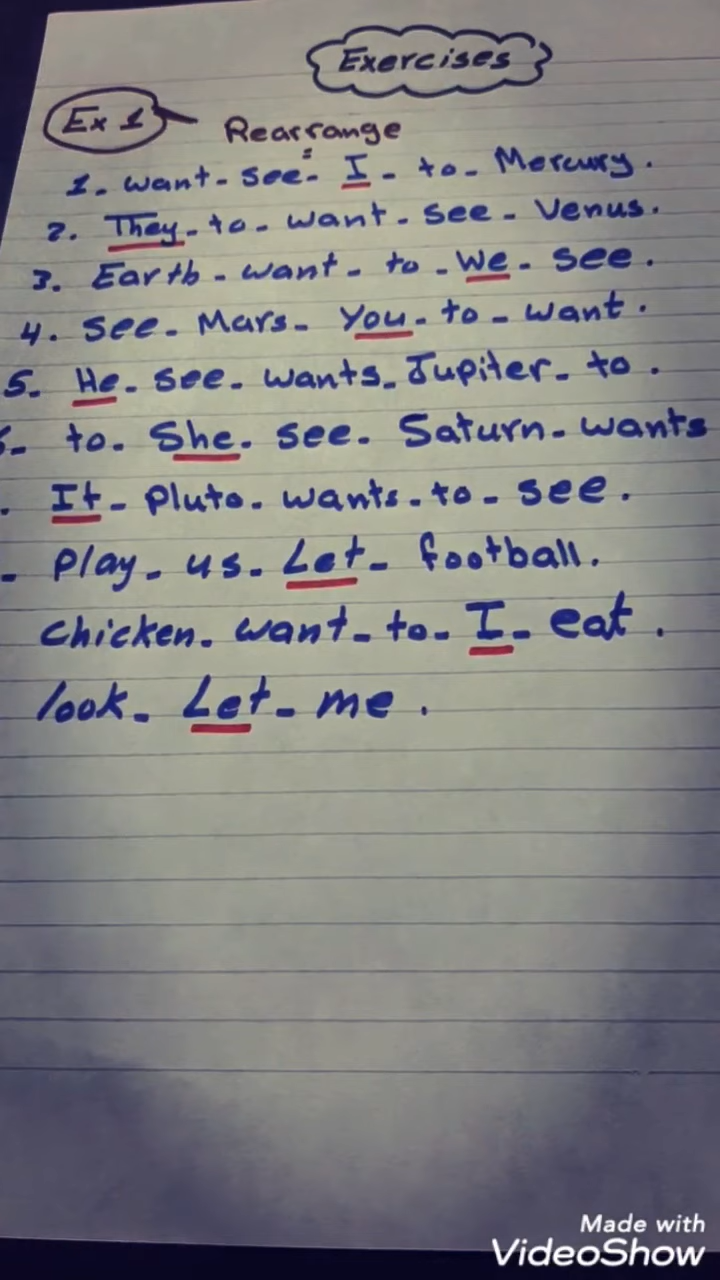 Exercises
Ex 1
Rearrange :
1. want - see - I - to - Mercury.
2. They - to - want - see - Venus.
3. Earth - want - to - We - see.
4. see - Mars - You - to - want.
5. He - see - wants - Jupiter - to.
- to - She - see - Saturn - wants
. It - Pluto - wants - to - see.
- Play - us - Let - football.
Chicken - want - to - I - eat.
look - Let - me.
Made with
VideoShow